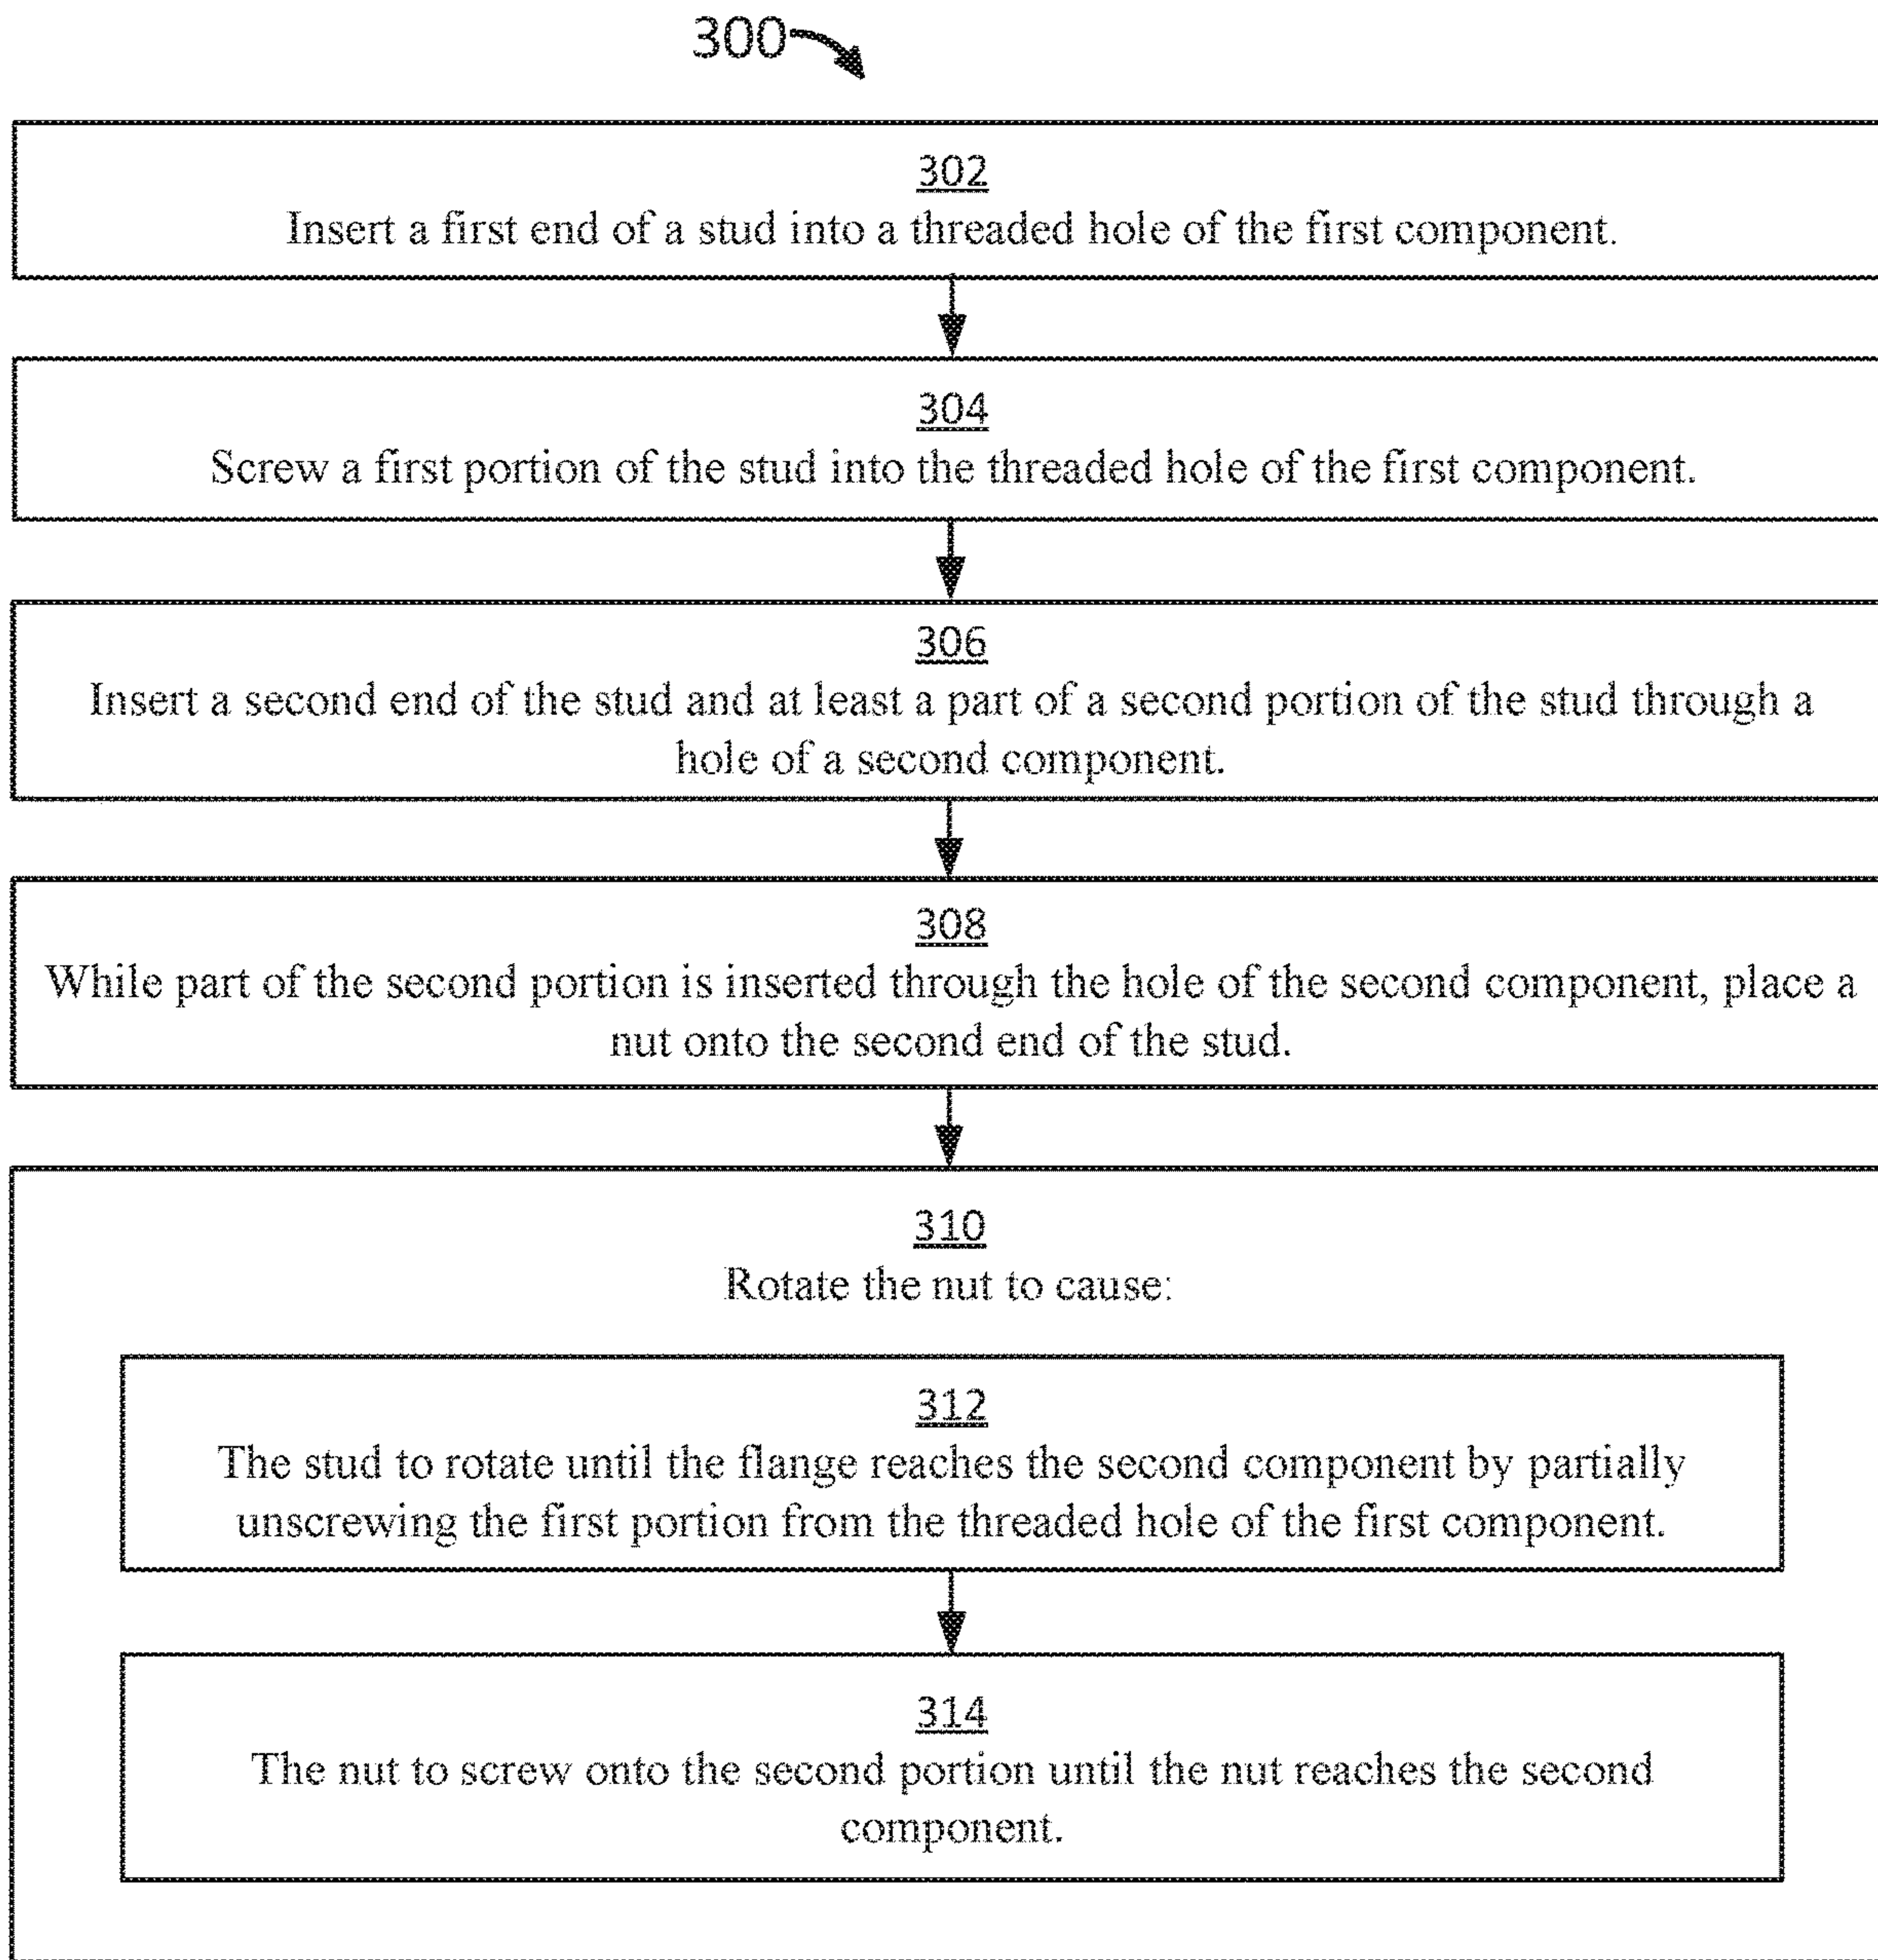 300
302
Insert a first end of a stud into a threaded hole of the first component.
304
Screw a first portion of the stud into the threaded hole of the first component.
306
Insert a second end of the stud and at least a part of a second portion of the stud through a
hole of a second component.
308
While part of the second portion is inserted through the hole of the second component, place a
nut onto the second end of the stud.
310
Rotate the nut to cause:
312
The stud to rotate until the flange reaches the second component by partially
unscrewing the first portion from the threaded hole of the first component.
314
The nut to screw onto the second portion until the nut reaches the second
component.